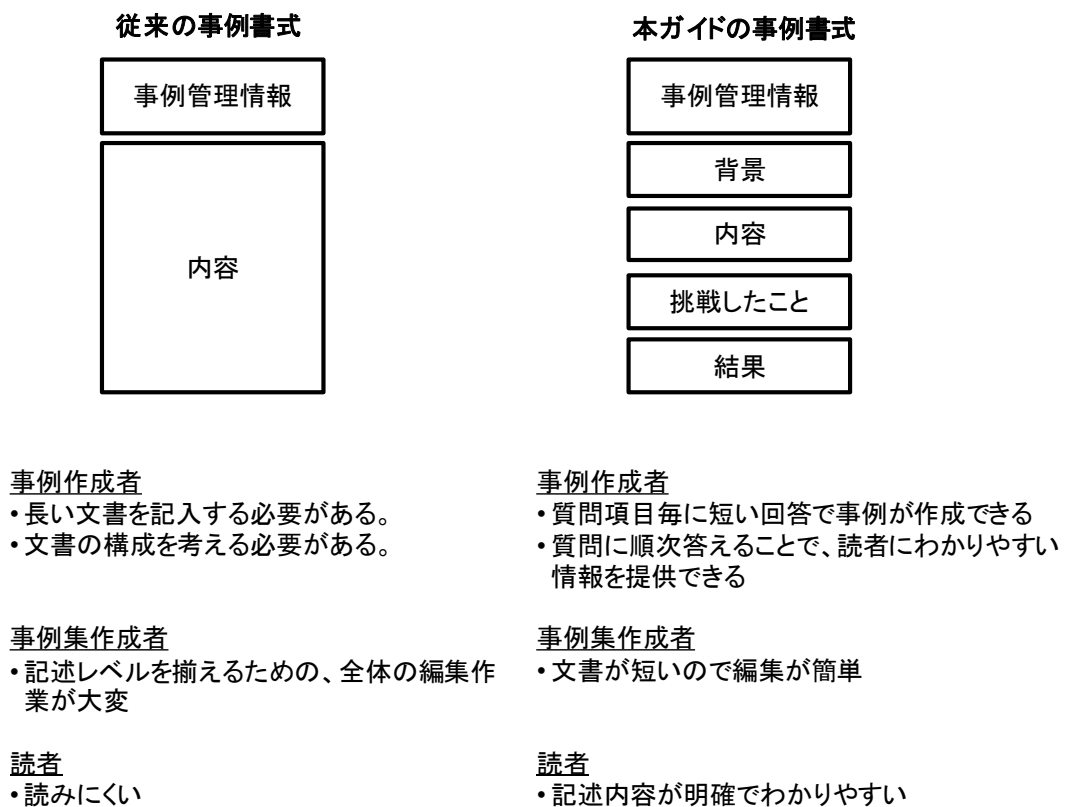 従来の事例書式
事例管理情報
内容
事例作成者
・長い文書を記入する必要がある。
・文書の構成を考える必要がある。
事例集作成者
・記述レベルを揃えるための、全体の編集作
業が大変
読者
・読みにくい
本ガイドの事例書式
事例管理情報
背景
内容
挑戦したこと
結果
事例作成者
・質問項目毎に短い回答で事例が作成できる
・質問に順次答えることで、読者にわかりやすい
情報を提供できる
事例集作成者
・文書が短いので編集が簡単
読者
・記述内容が明確でわかりやすい